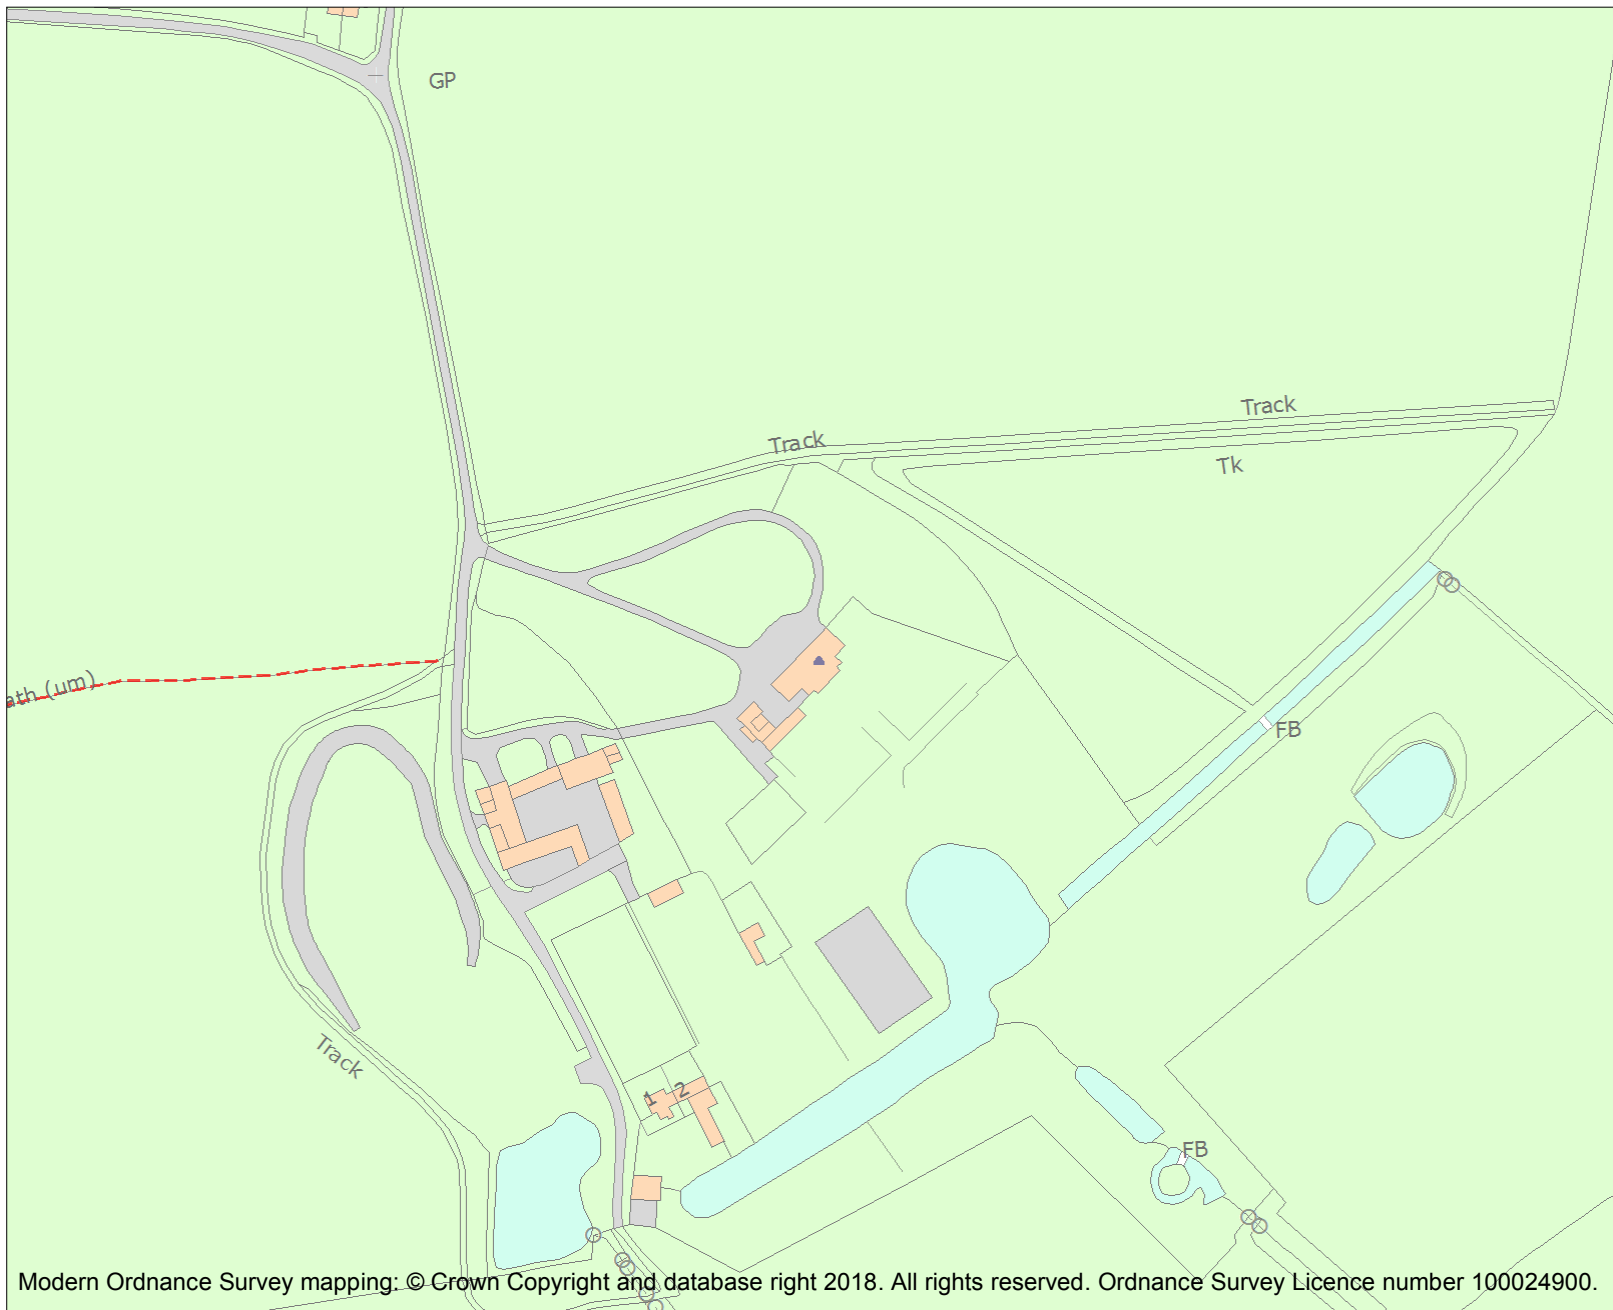 GP
Track
Track
Tk
ath (um)
FB
Track
1
2
FB
Modern Ordnance Survey mapping: © Crown Copyright and database right 2018. All rights reserved. Ordnance Survey Licence number 100024900.